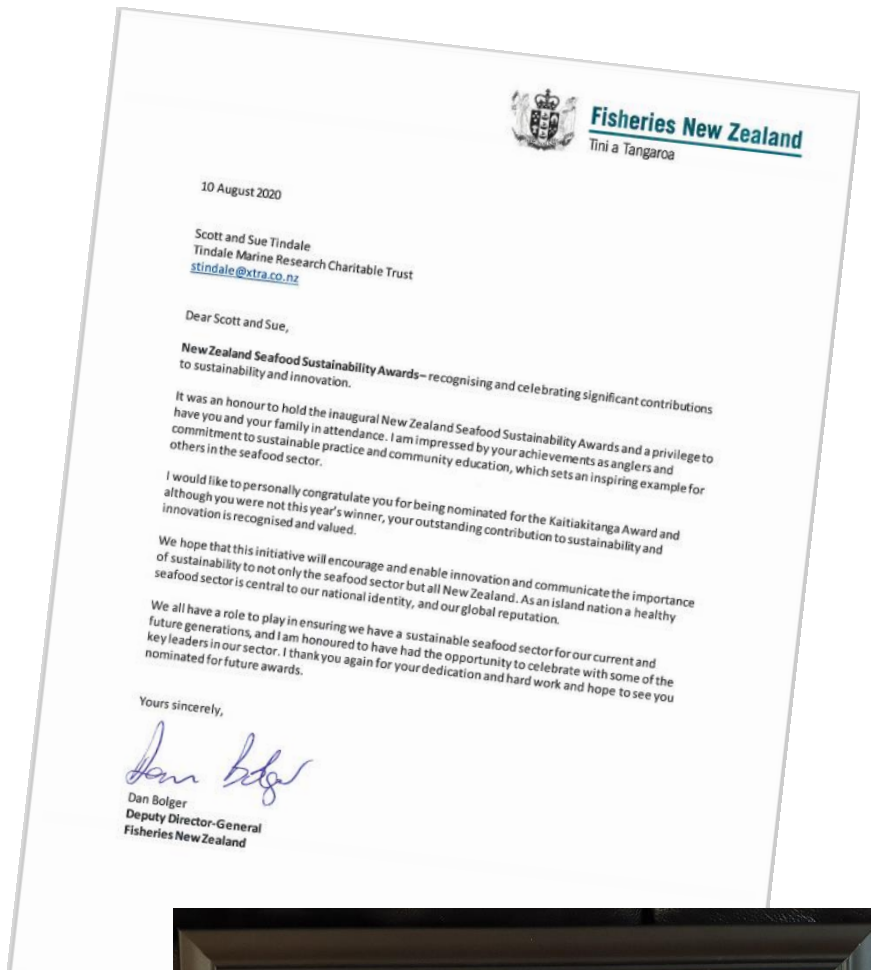 Fisheries New Zealand
Tini a Tangaroa
10 August 2020
Scott and Sue Tindale
Tindale Marine Research Charitable Trust
stindale@xtra.co.nz
Dear Scott and Sue,
New Zealand Seafood Sustainability Awards– recognising and celebrating significant contributions
to sustainability and innovation.
It was an honour to hold the inaugural New Zealand Seafood Sustainability Awards and a privilege to
have you and your family in attendance. I am impressed by your achievements as anglers and
commitment to sustainable practice and community education, which sets an inspiring example for
others in the seafood sector.
I would like to personally congratulate you for being nominated for the Kaitiakitanga Award and
although you were not this year's winner, your outstanding contribution to sustainability and
innovation is recognised and valued.
We hope that this initiative will encourage and enable innovation and communicate the importance
of sustainability to not only the seafood sector but all New Zealand. As an island nation a healthy
seafood sector is central to our national identity, and our global reputation.
We all have a role to play in ensuring we have a sustainable seafood sector for our current and
future generations, and I am honoured to have had the opportunity to celebrate with some of the
key leaders in our sector. I thank you again for your dedication and hard work and hope to see you
nominated for future awards.
Yours sincerely,
Dan Bolger
Dan Bolger
Deputy Director-General
Fisheries New Zealand